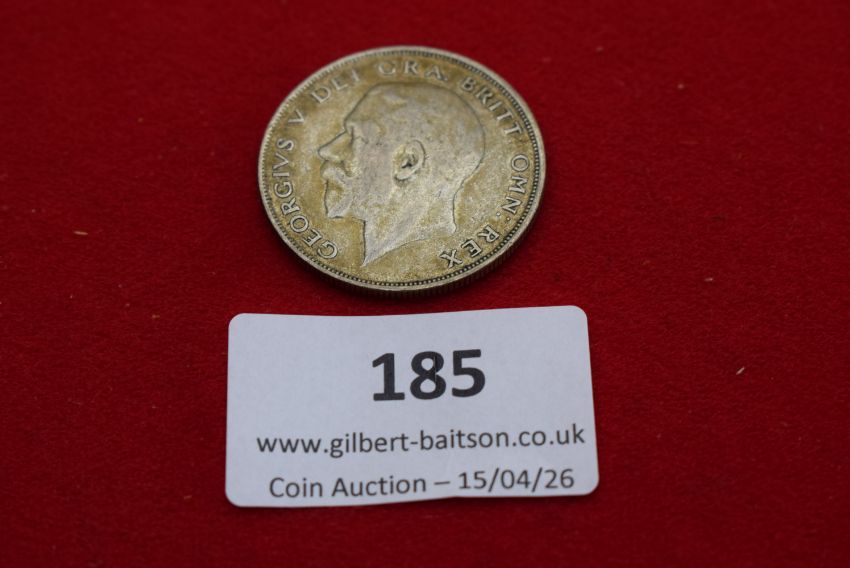 GEORGIVS V DEI GRA: BRITT OMN: REX
185
www.gilbert-baitson.co.uk
Coin Auction – 15/04/26